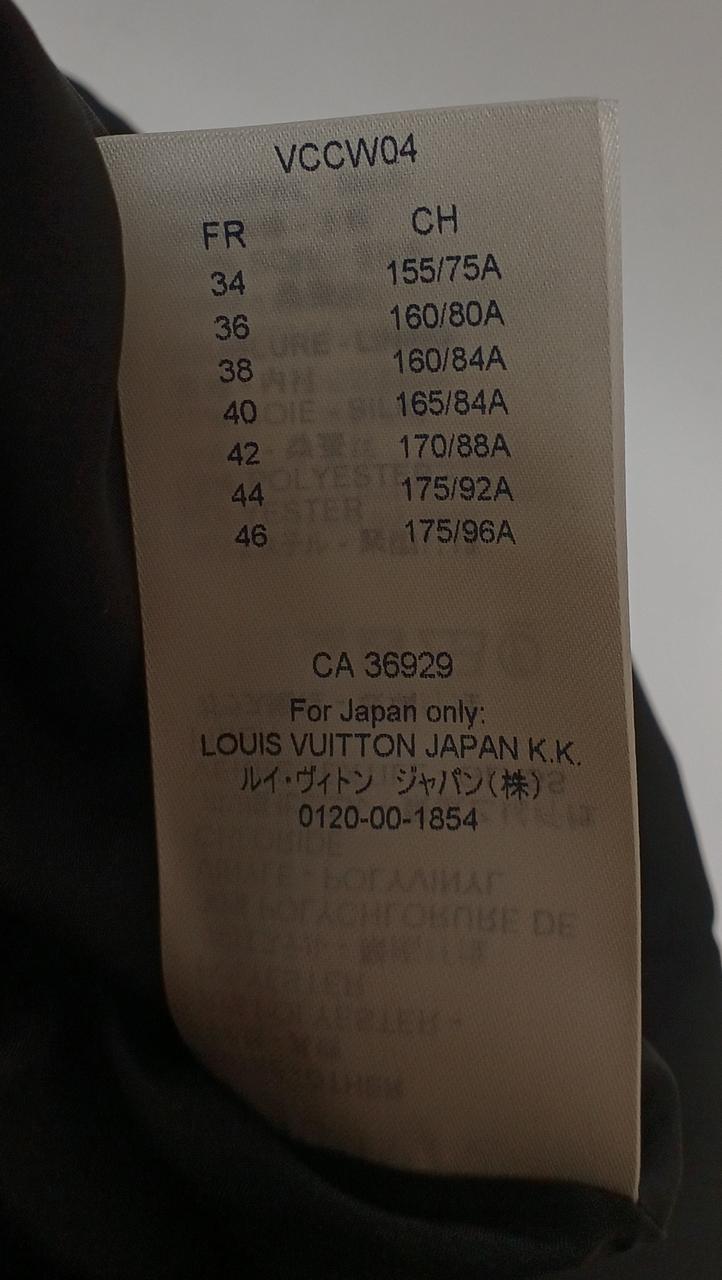 VCCW04
FR CH
34 155/75A
36 160/80A
38 160/84A
40 165/84A
42 170/88A
44 175/92A
46 175/96A
CA 36929
For Japan only:
LOUIS VUITTON JAPAN K.K.
ルイ・ヴィトン ジャパン(株)
0120-00-1854